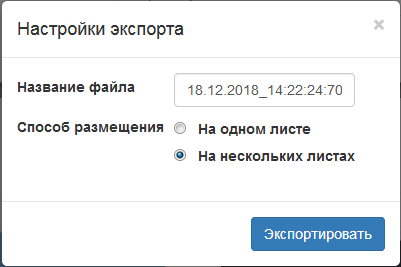 Настройки экспорта ×
Название файла 18.12.2018_14:22:24:70
Способ размещения На одном листе
На нескольких листах
Экспортировать